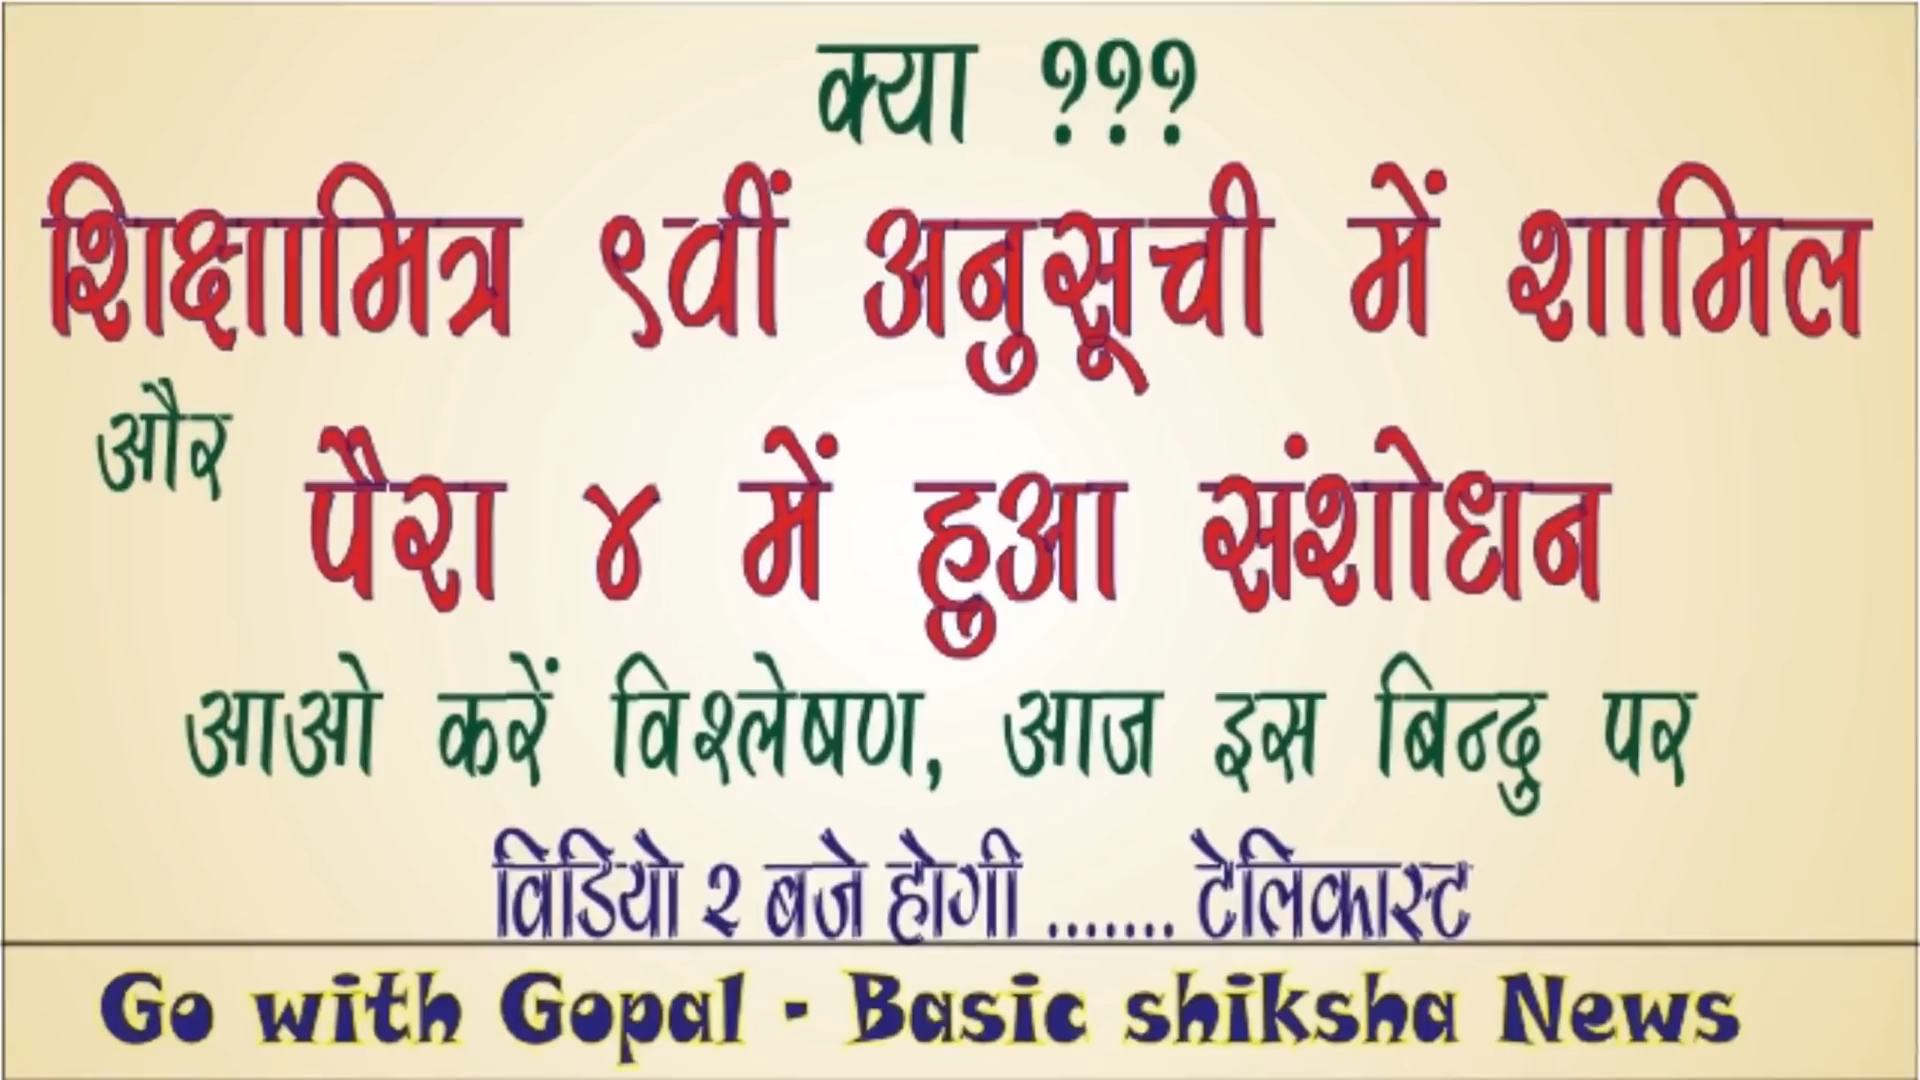 क्या ???
शिक्षामित्र ९वीं अनुसूची में शामिल
और
पैरा ४ में हुआ संशोधन
आओ करें विश्लेषण, आज इस बिन्दु पर
विडियो २ बजे होगी ....... टेलिकास्ट
Go with Gopal - Basic shiksha News